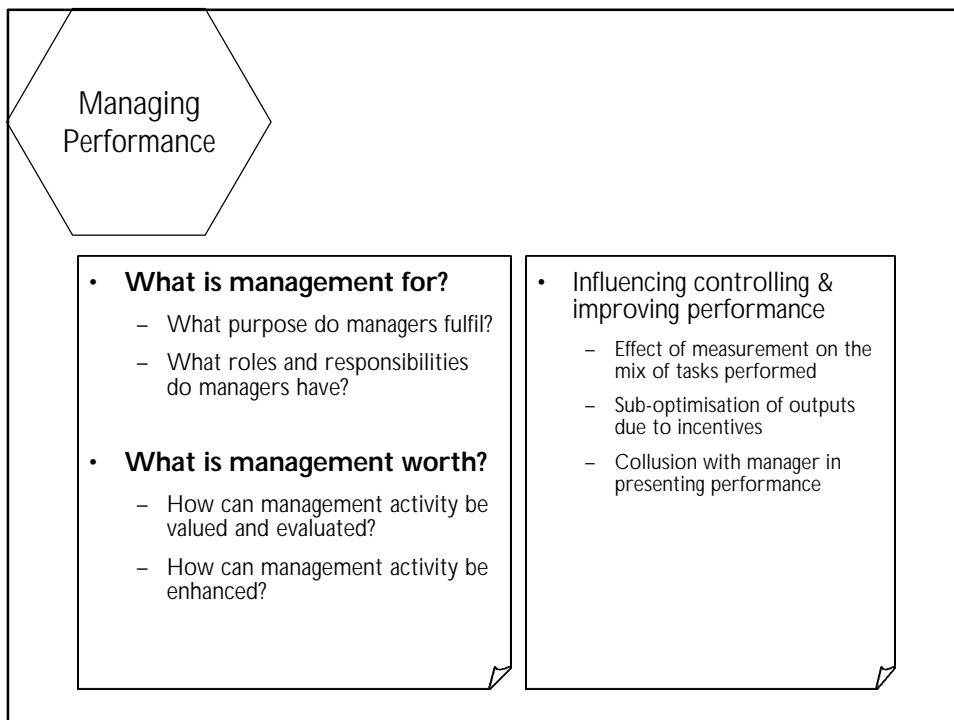 Managing
Performance
• What is management for?
– What purpose do managers fulfil?
– What roles and responsibilities
do managers have?
• What is management worth?
– How can management activity be
valued and evaluated?
– How can management activity be
enhanced?
• Influencing controlling &
improving performance
– Effect of measurement on the
mix of tasks performed
– Sub-optimisation of outputs
due to incentives
– Collusion with manager in
presenting performance